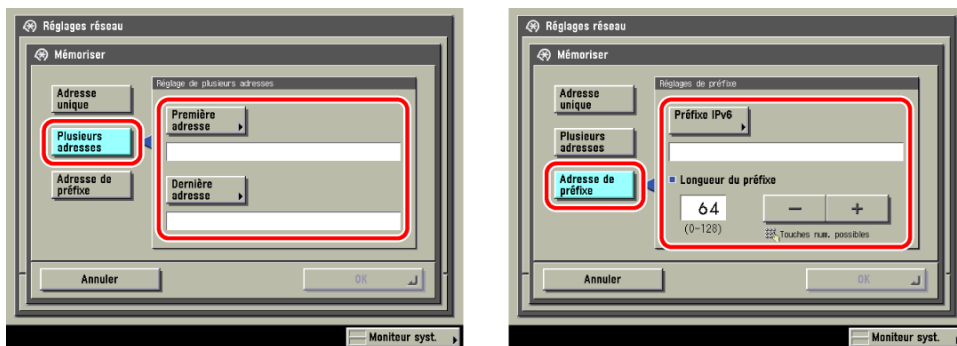 Réglages réseau
Mémoriser
Réglage de plusieurs adresses
Adresse
unique
Première
adresse
Plusieurs
adresses
Adresse de
préfixe
Dernière
adresse
Annuler
OK
Moniteur syst.
Réglages réseau
Mémoriser
Réglages de préfixe
Adresse
unique
Préfixe IPv6
Plusieurs
adresses
Adresse de
préfixe
Longueur du préfixe
64
− +
(0-128)
Touches num. possibles
Annuler
OK
Moniteur syst.